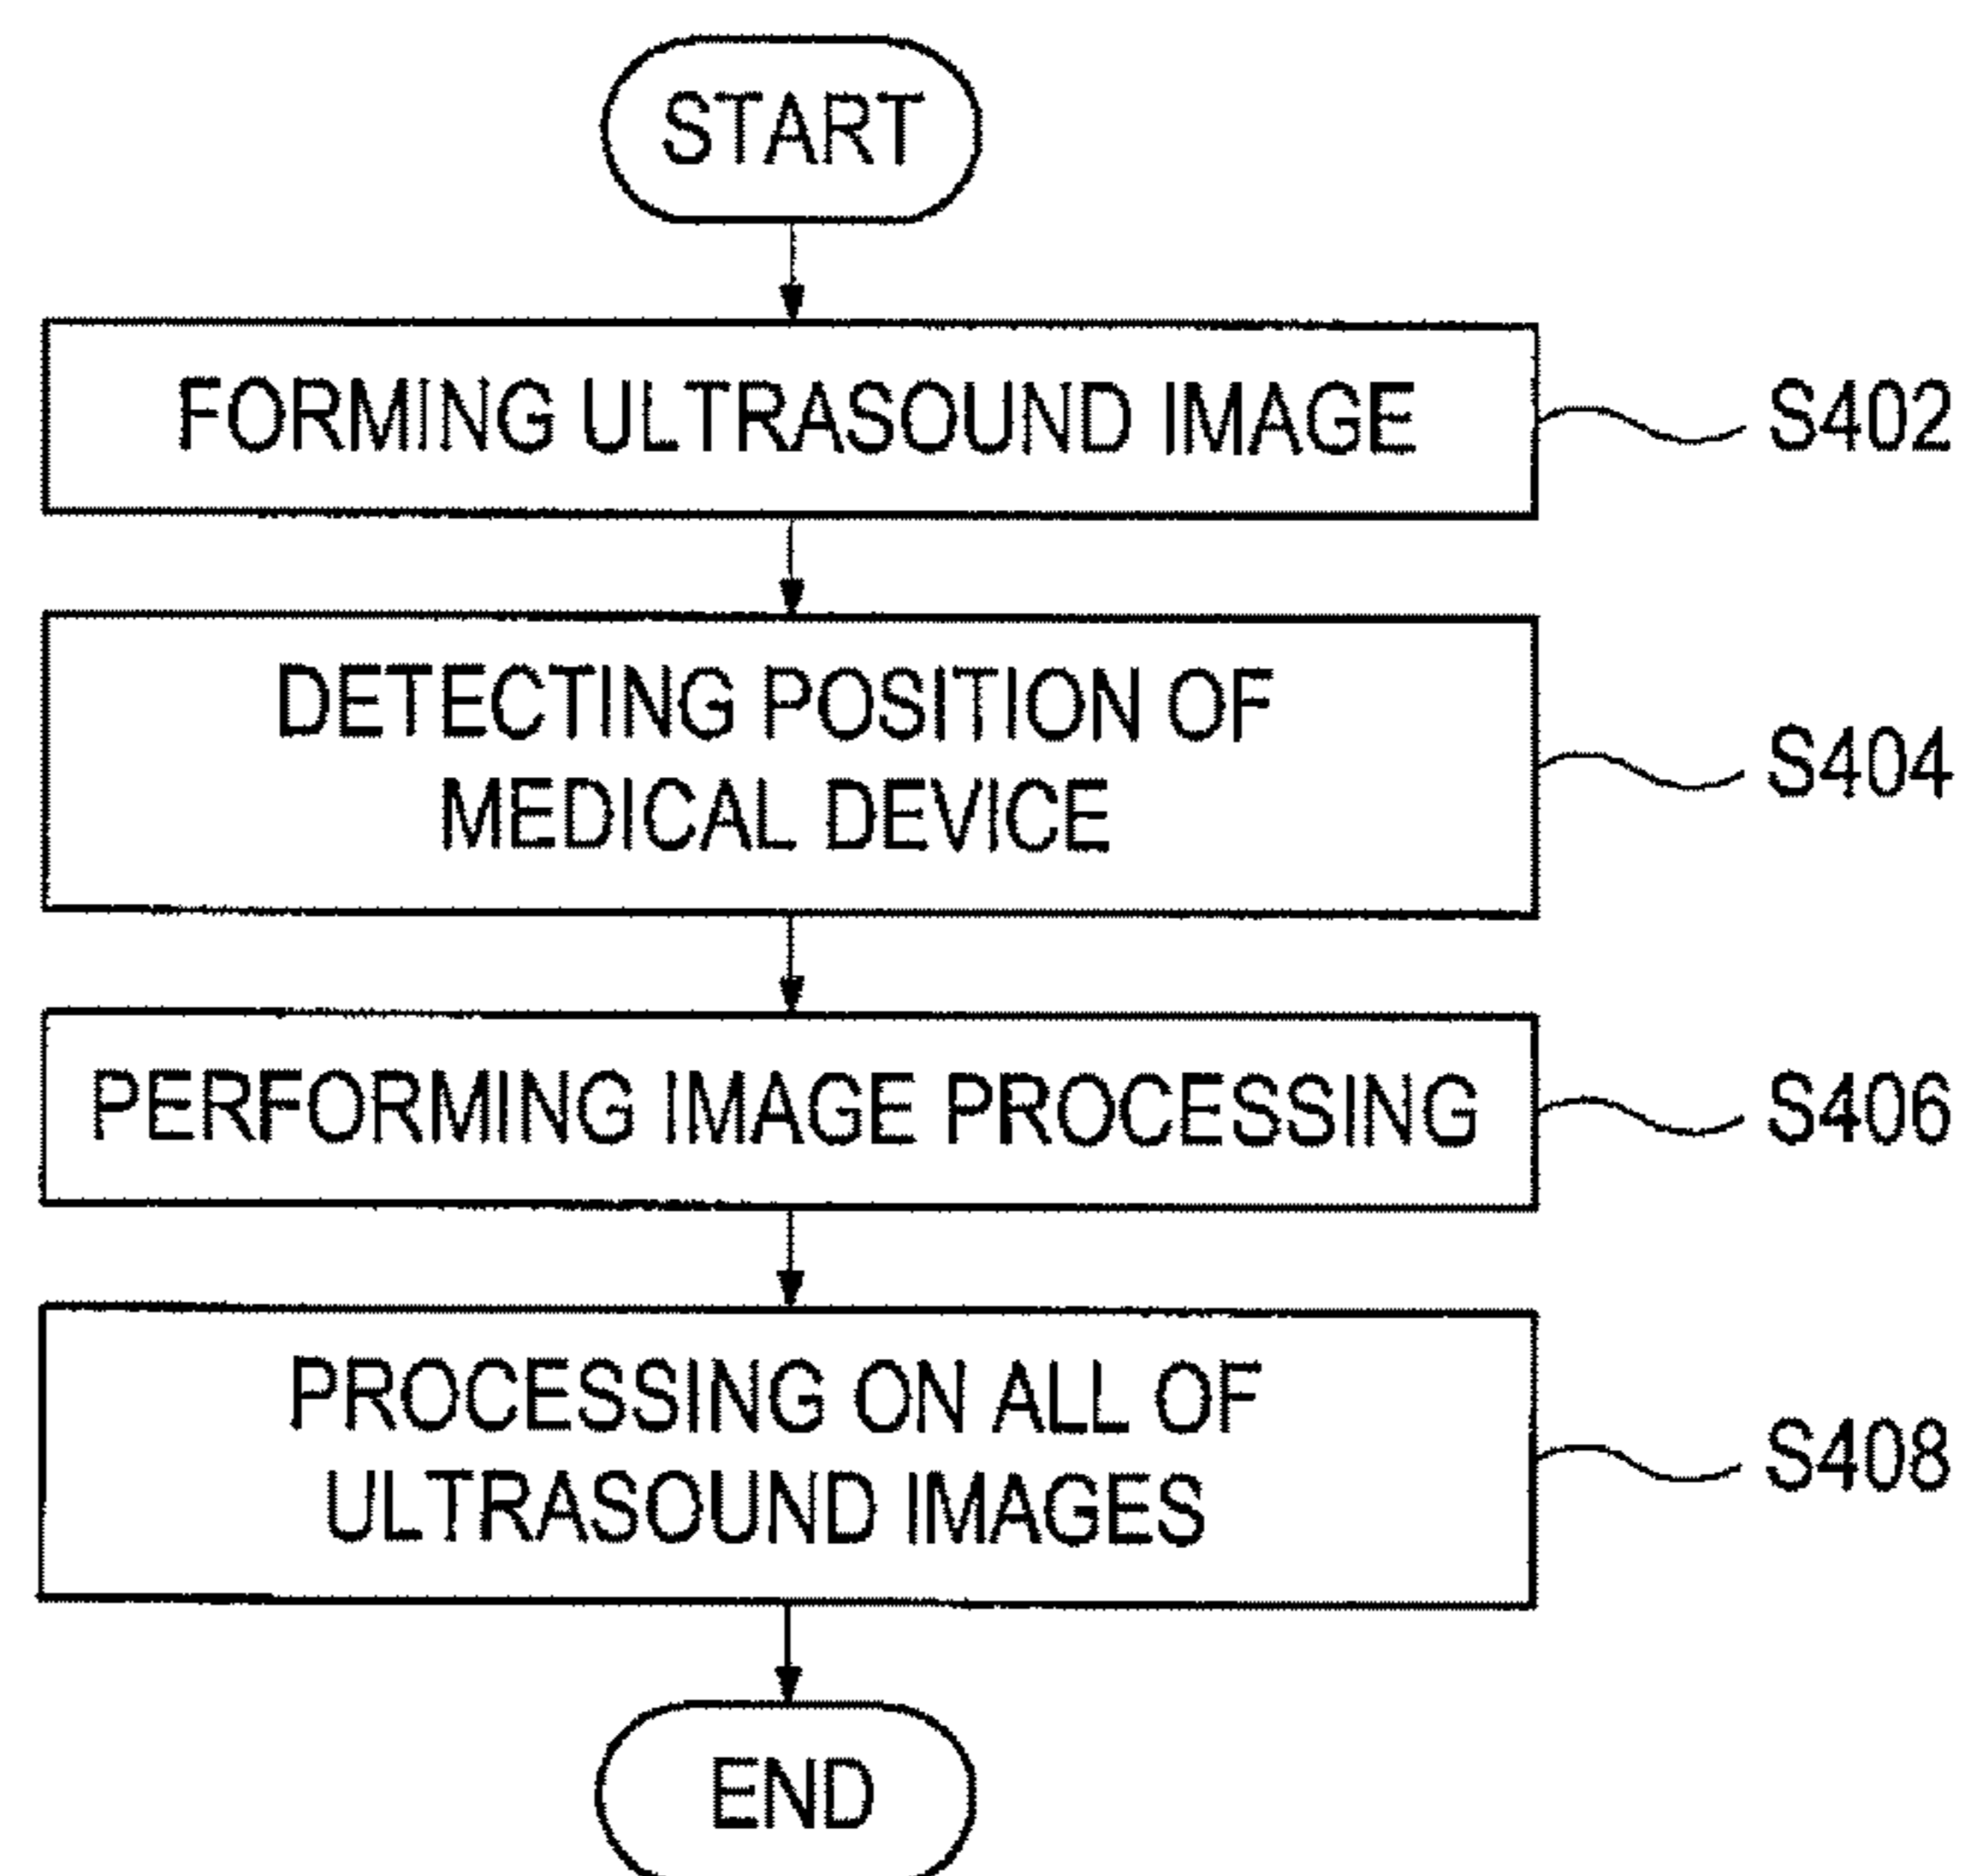 START
FORMING ULTRASOUND IMAGE
S402
DETECTING POSITION OF
MEDICAL DEVICE
S404
PERFORMING IMAGE PROCESSING
S406
PROCESSING ON ALL OF
ULTRASOUND IMAGES
S408
END